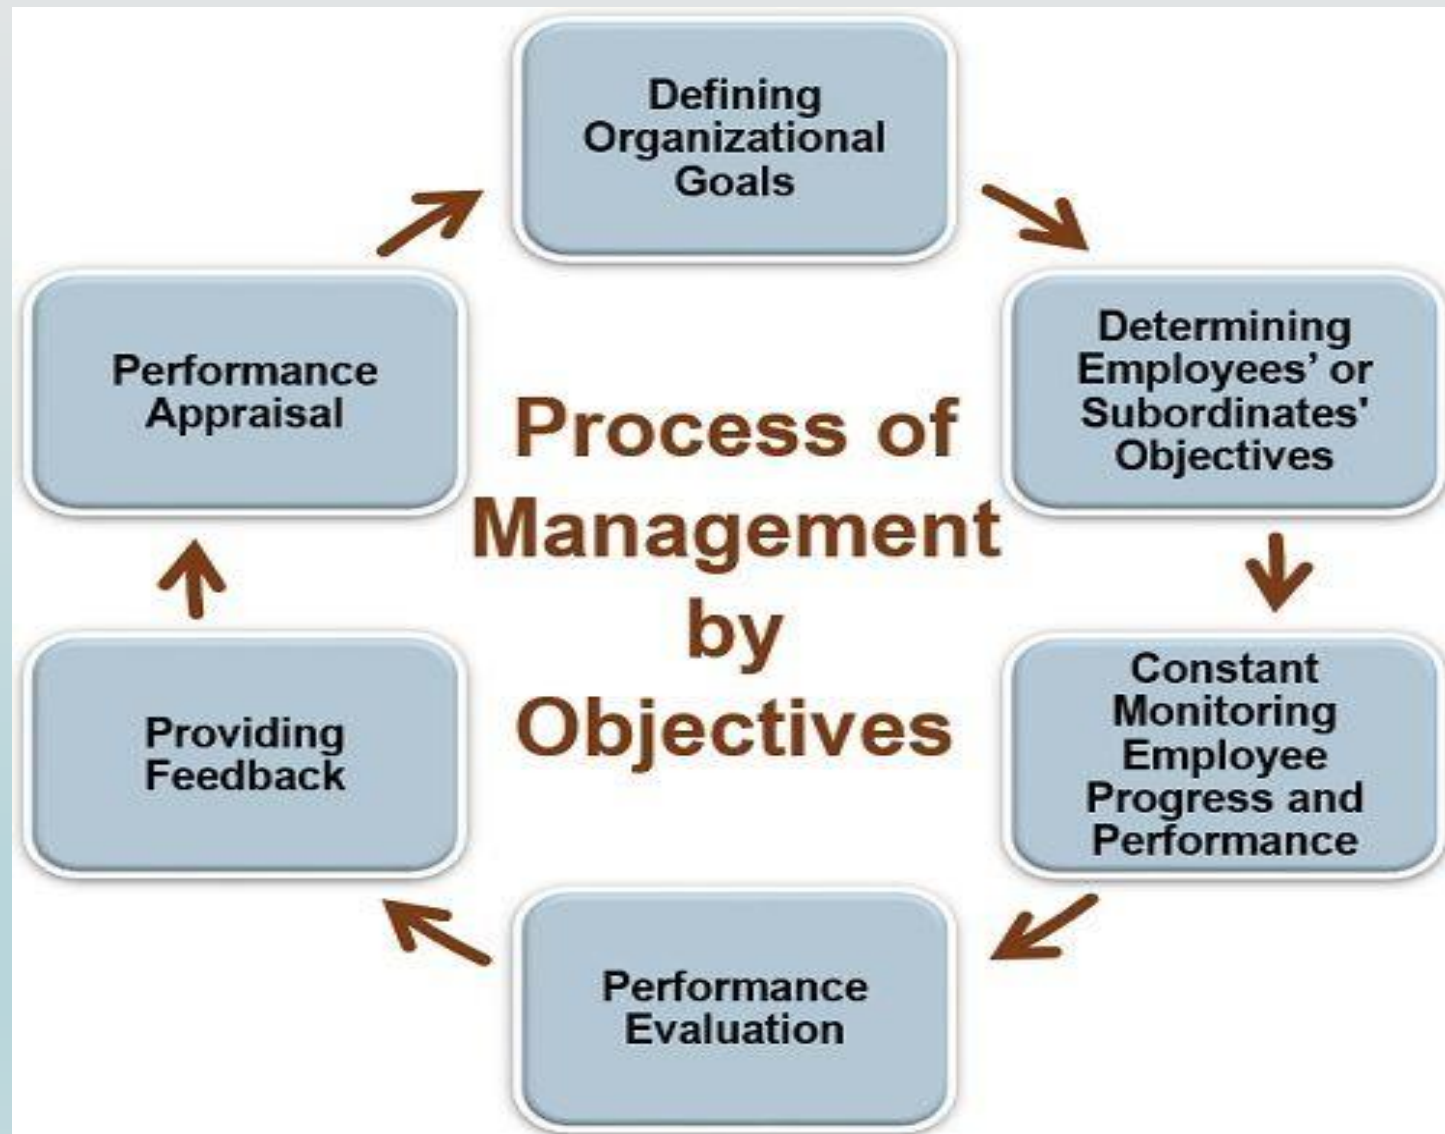 Defining
Organizational
Goals
Determining
Employees’ or
Subordinates'
Objectives
Constant
Monitoring
Employee
Progress and
Performance
Performance
Evaluation
Providing
Feedback
Performance
Appraisal
Process of
Management
by
Objectives